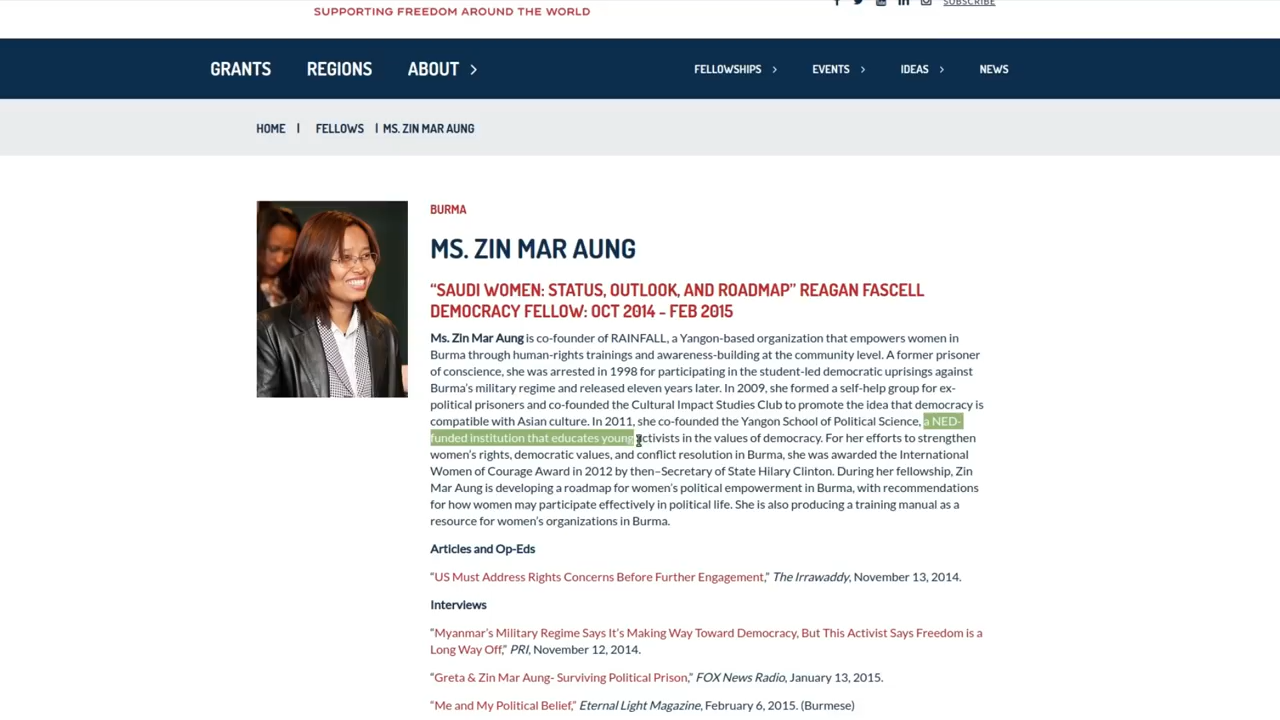 SUPPORTING FREEDOM AROUND THE WORLD
SUBSCRIBE
GRANTS REGIONS ABOUT FELLOWSHIPS EVENTS IDEAS NEWS
HOME | FELLOWS | MS. ZIN MAR AUNG
BURMA
MS. ZIN MAR AUNG
“SAUDI WOMEN: STATUS, OUTLOOK, AND ROADMAP” REAGAN FASCELL
DEMOCRACY FELLOW: OCT 2014 – FEB 2015
Ms. Zin Mar Aung is co-founder of RAINFALL, a Yangon-based organization that empowers women in
Burma through human-rights trainings and awareness-building at the community level. A former prisoner
of conscience, she was arrested in 1998 for participating in the student-led democratic uprisings against
Burma’s military regime and released eleven years later. In 2009, she formed a self-help group for ex-
political prisoners and co-founded the Cultural Impact Studies Club to promote the idea that democracy is
compatible with Asian culture. In 2011, she co-founded the Yangon School of Political Science, a NED-
funded institution that educates young activists in the values of democracy. For her efforts to strengthen
women’s rights, democratic values, and conflict resolution in Burma, she was awarded the International
Women of Courage Award in 2012 by then–Secretary of State Hilary Clinton. During her fellowship, Zin
Mar Aung is developing a roadmap for women’s political empowerment in Burma, with recommendations
for how women may participate effectively in political life. She is also producing a training manual as a
resource for women’s organizations in Burma.
Articles and Op-Eds
“US Must Address Rights Concerns Before Further Engagement,” The Irrawaddy, November 13, 2014.
Interviews
“Myanmar’s Military Regime Says It’s Making Way Toward Democracy, But This Activist Says Freedom is a
Long Way Off,” PRI, November 12, 2014.
“Greta & Zin Mar Aung- Surviving Political Prison,” FOX News Radio, January 13, 2015.
“Me and My Political Belief,” Eternal Light Magazine, February 6, 2015. (Burmese)